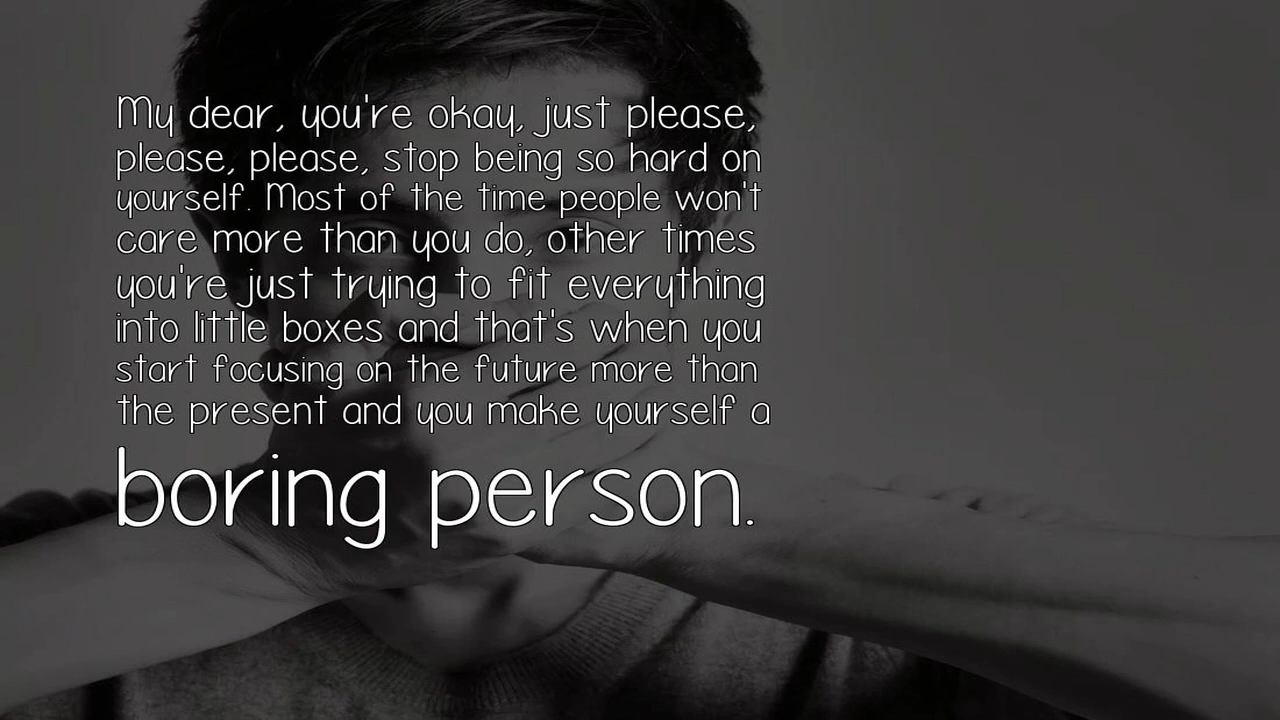 My dear, you're okay, just please,
please, please, stop being so hard on
yourself. Most of the time people won't
care more than you do, other times
you're just trying to fit everything
into little boxes and that's when you
start focusing on the future more than
the present and you make yourself a
boring person.